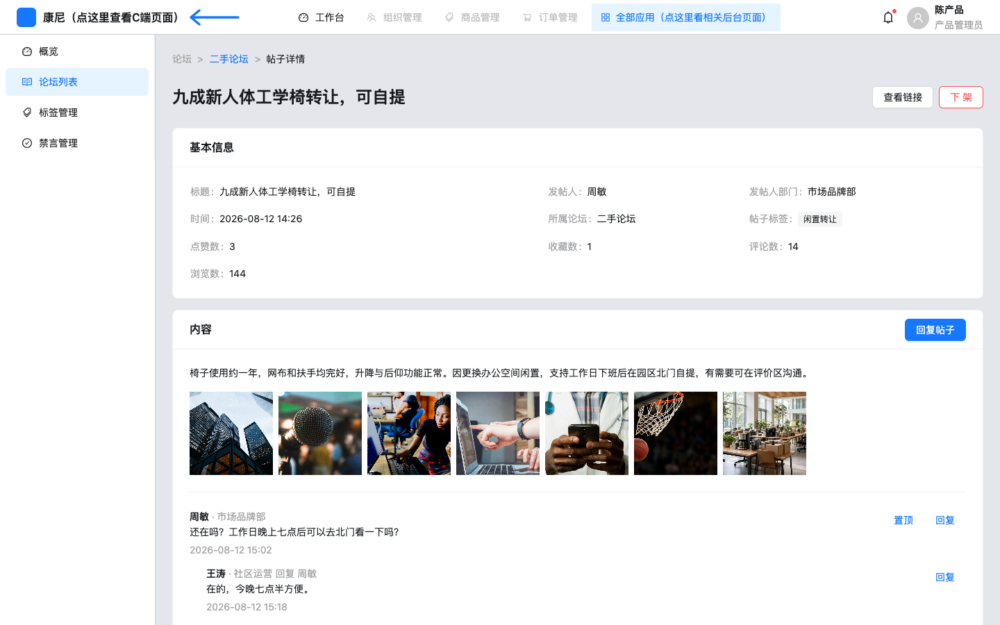 康尼（点这里查看C端页面）
工作台
组织管理
商品管理
订单管理
全部应用（点这里看相关后台页面）
陈产品
产品管理员
概览
论坛列表
标签管理
禁言管理
论坛 > 二手论坛 > 帖子详情
九成新人体工学椅转让，可自提
查看链接
下 架
基本信息
标题：九成新人体工学椅转让，可自提
发帖人：周敏
发帖人部门：市场品牌部
时间：2026-08-12 14:26
所属论坛：二手论坛
帖子标签：闲置转让
点赞数：3
收藏数：1
评论数：14
浏览数：144
内容
回复帖子
椅子使用约一年，网布和扶手均完好，升降与后仰功能正常。因更换办公空间闲置，支持工作日下班后在园区北门自提，有需要可在评价区沟通。
周敏 · 市场品牌部
置顶
回复
还在吗？工作日晚上七点后可以去北门看一下吗？
2026-08-12 15:02
王涛 · 社区运营 回复 周敏
回复
在的，今晚七点半方便。
2026-08-12 15:18